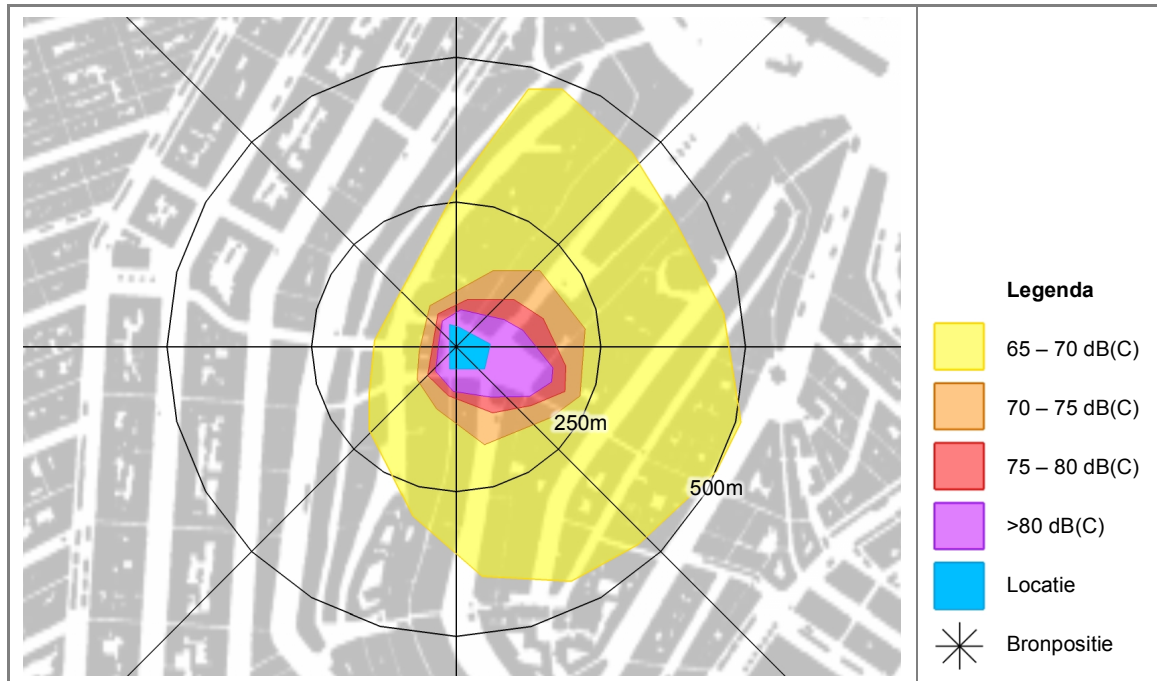 250m
500m
Legenda
65 – 70 dB(C)
70 – 75 dB(C)
75 – 80 dB(C)
>80 dB(C)
Locatie
Bronpositie